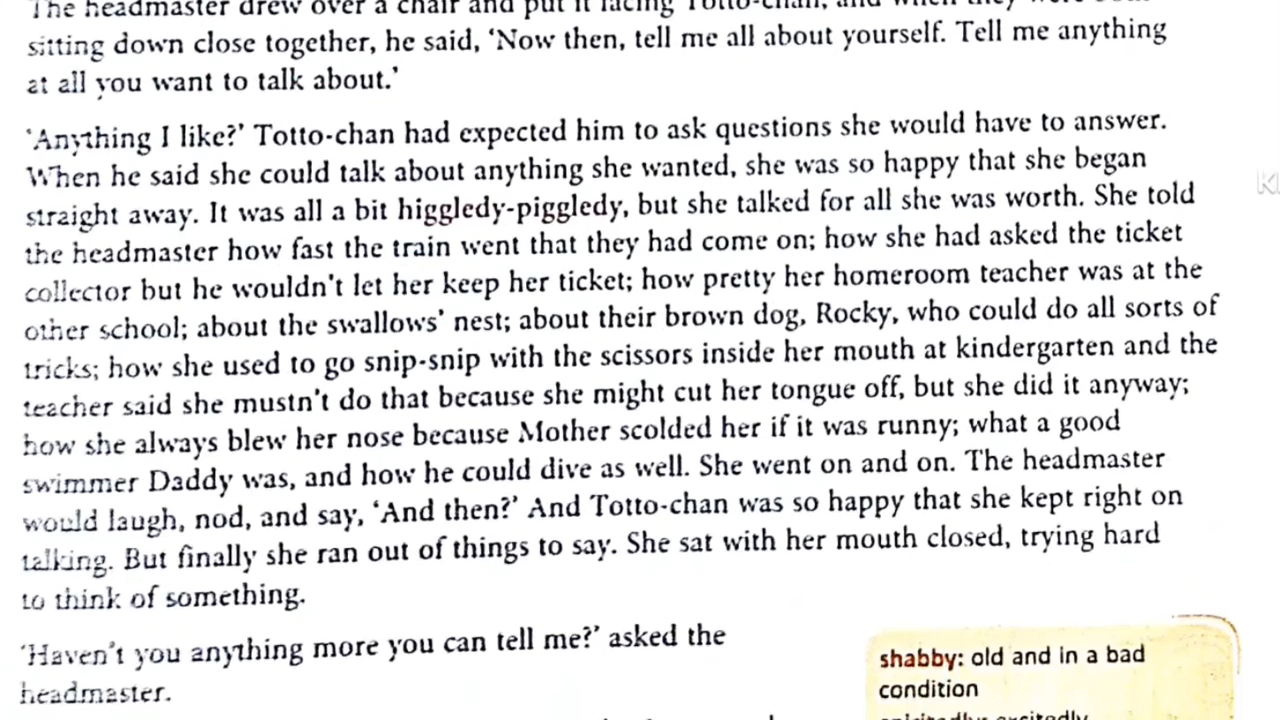 The headmaster drew over a chair and put it facing Totto-chan, and when they were both
sitting down close together, he said, ‘Now then, tell me all about yourself. Tell me anything
at all you want to talk about.’
‘Anything I like?’ Totto-chan had expected him to ask questions she would have to answer.
When he said she could talk about anything she wanted, she was so happy that she began
straight away. It was all a bit higgledy-piggledy, but she talked for all she was worth. She told
the headmaster how fast the train went that they had come on; how she had asked the ticket
collector but he wouldn't let her keep her ticket; how pretty her homeroom teacher was at the
other school; about the swallows’ nest; about their brown dog, Rocky, who could do all sorts of
tricks; how she used to go snip-snip with the scissors inside her mouth at kindergarten and the
teacher said she mustn't do that because she might cut her tongue off, but she did it anyway;
how she always blew her nose because Mother scolded her if it was runny; what a good
swimmer Daddy was, and how he could dive as well. She went on and on. The headmaster
would laugh, nod, and say, ‘And then?’ And Totto-chan was so happy that she kept right on
talking. But finally she ran out of things to say. She sat with her mouth closed, trying hard
to think of something.
‘Haven't you anything more you can tell me?’ asked the
headmaster.
shabby: old and in a bad
condition
spiritedly: excitedly